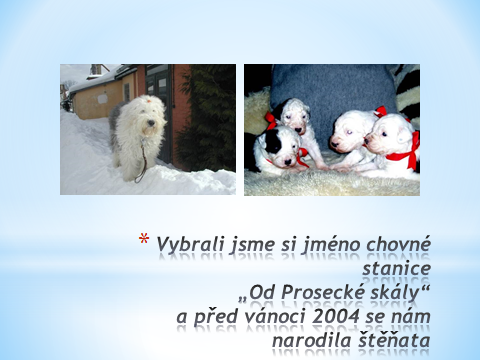 * Vybrali jsme si jméno chovné
stanice
„Od Prosecké skály“
a před vánoci 2004 se nám
narodila štěňata